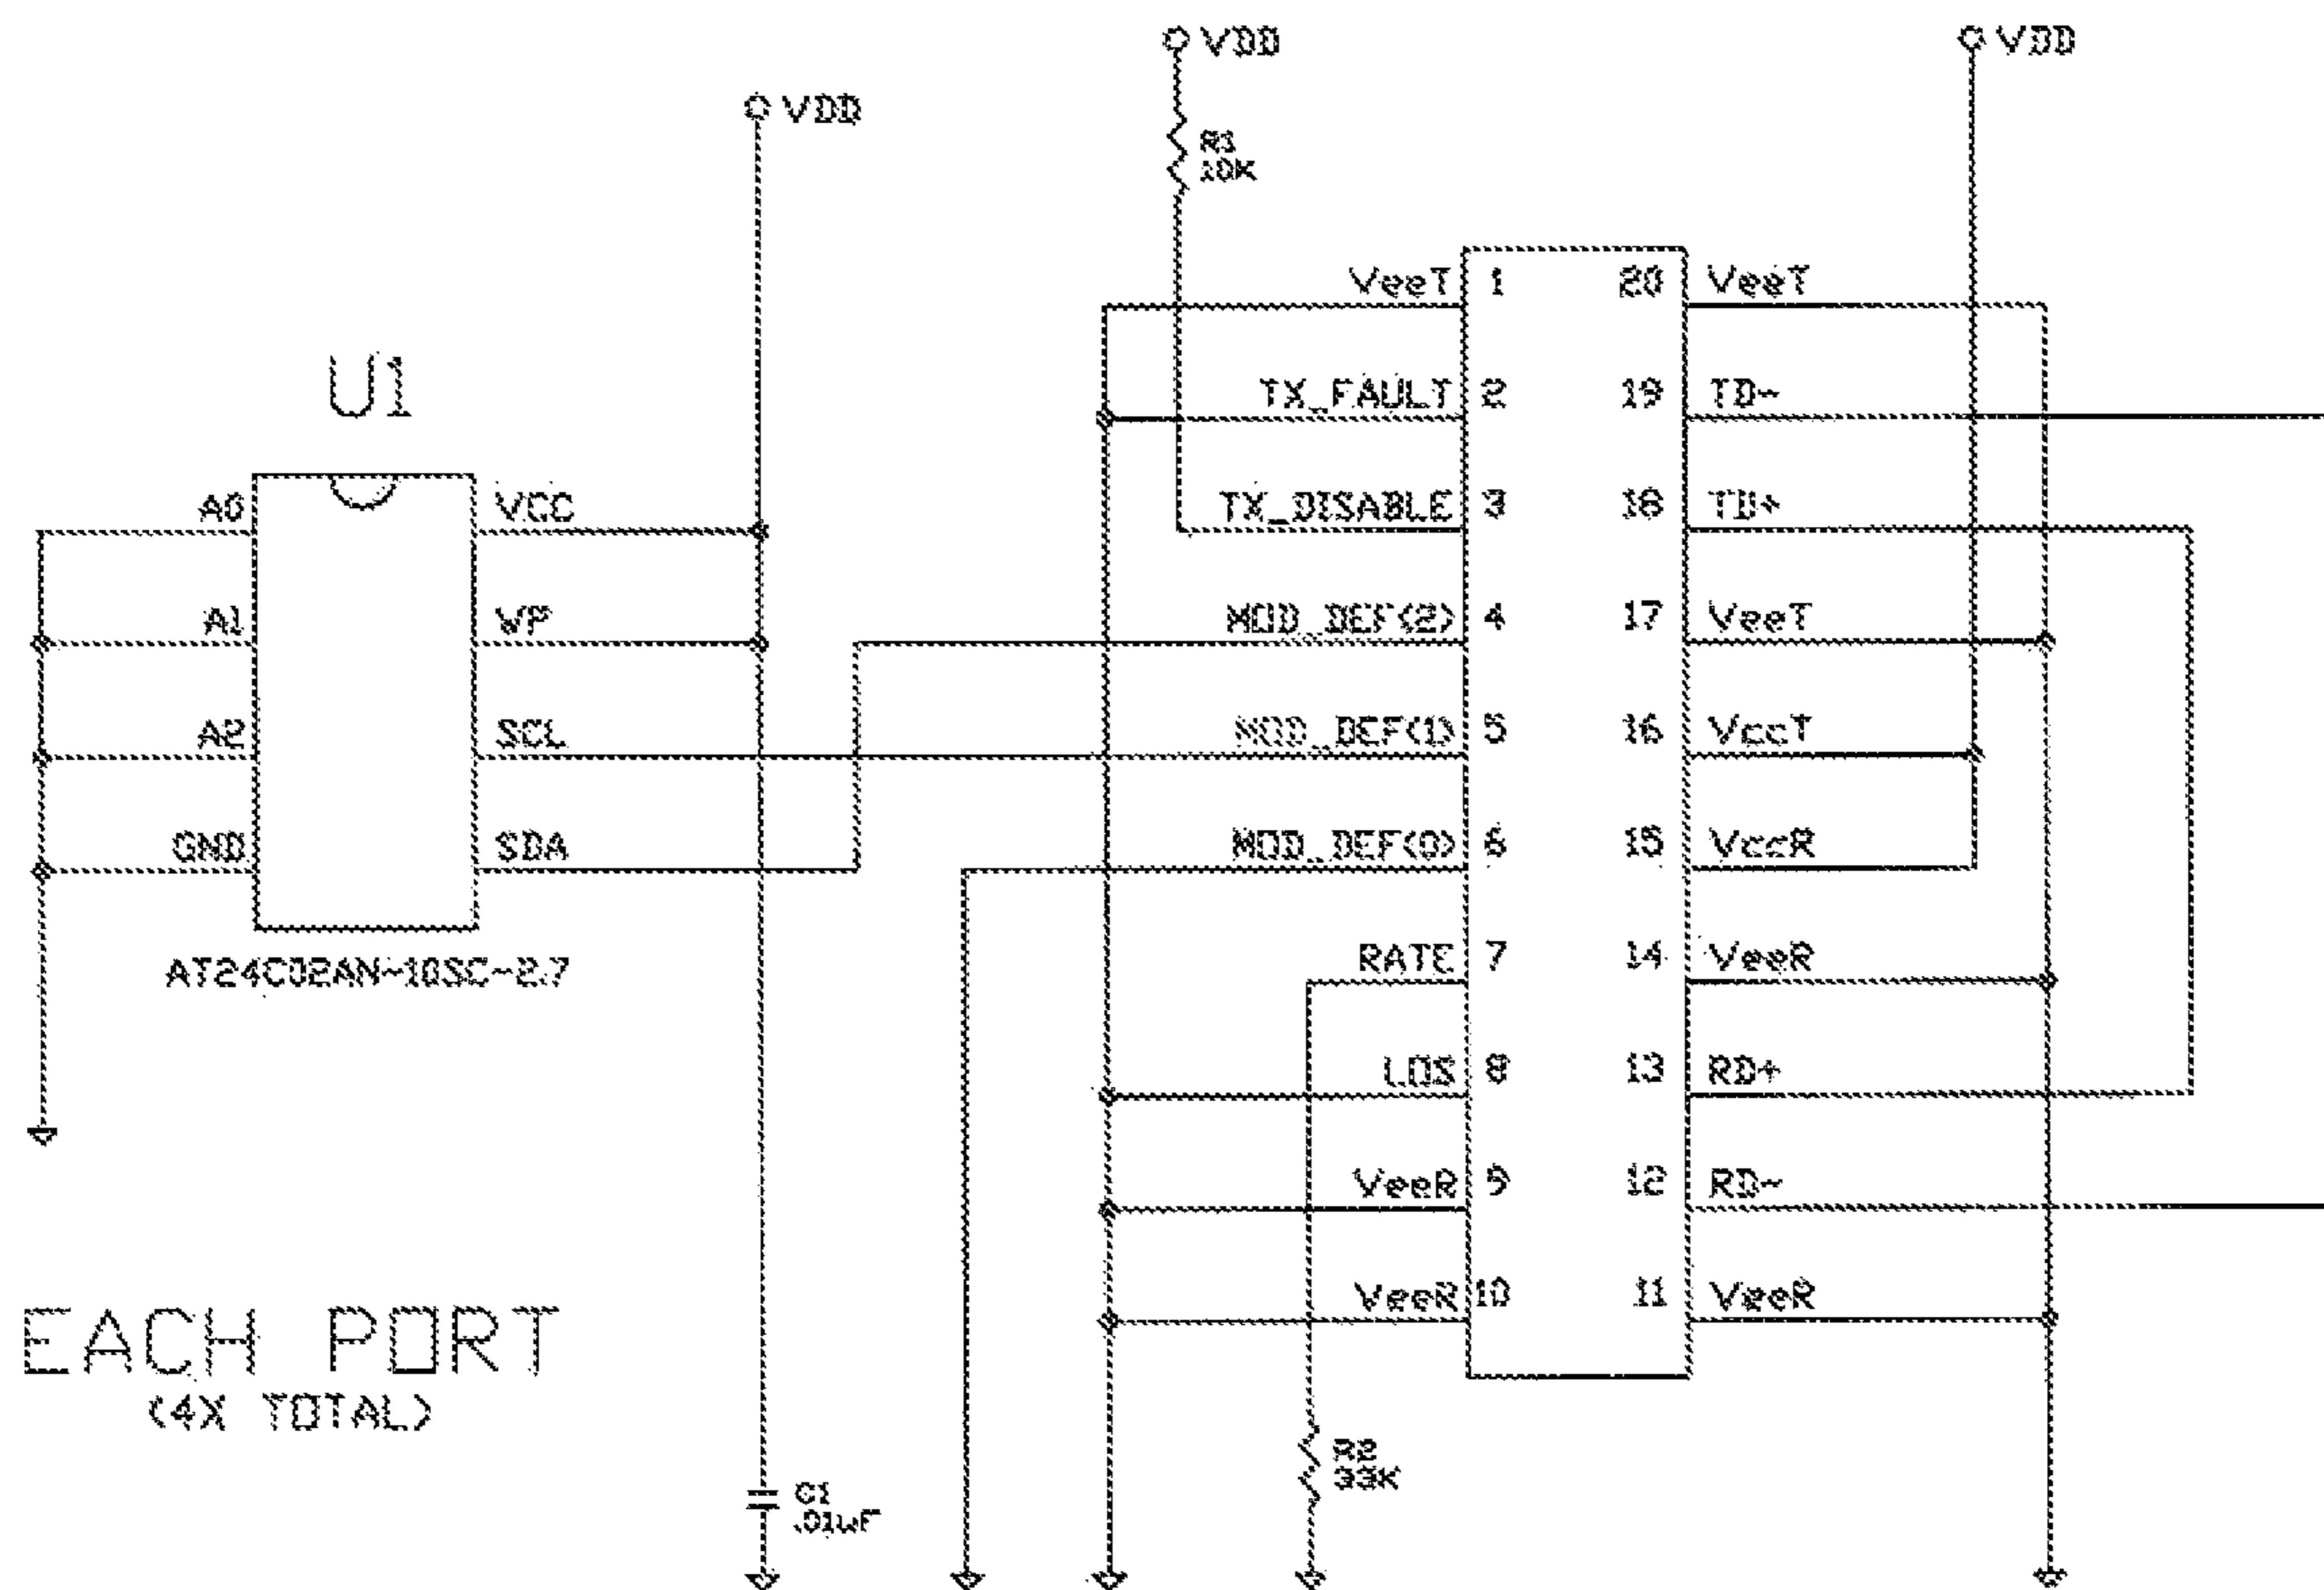 VDD
VDD
VDD
R1
10K
U1
A0
A1
A2
GND
VCC
WP
SCL
SDA
AT24C02AN-10SC-2.7
VeeT 1
TX_FAULT 2
TX_DISABLE 3
MOD_DEF(2) 4
MOD_DEF(1) 5
MOD_DEF(0) 6
RATE 7
LOS 8
VeeR 9
VeeR 10
20 VeeT
19 TD-
18 TD+
17 VeeT
16 VccT
15 VccR
14 VeeR
13 RD+
12 RD-
11 VeeR
EACH PORT
(4X TOTAL)
C1
.01uF
R2
33K